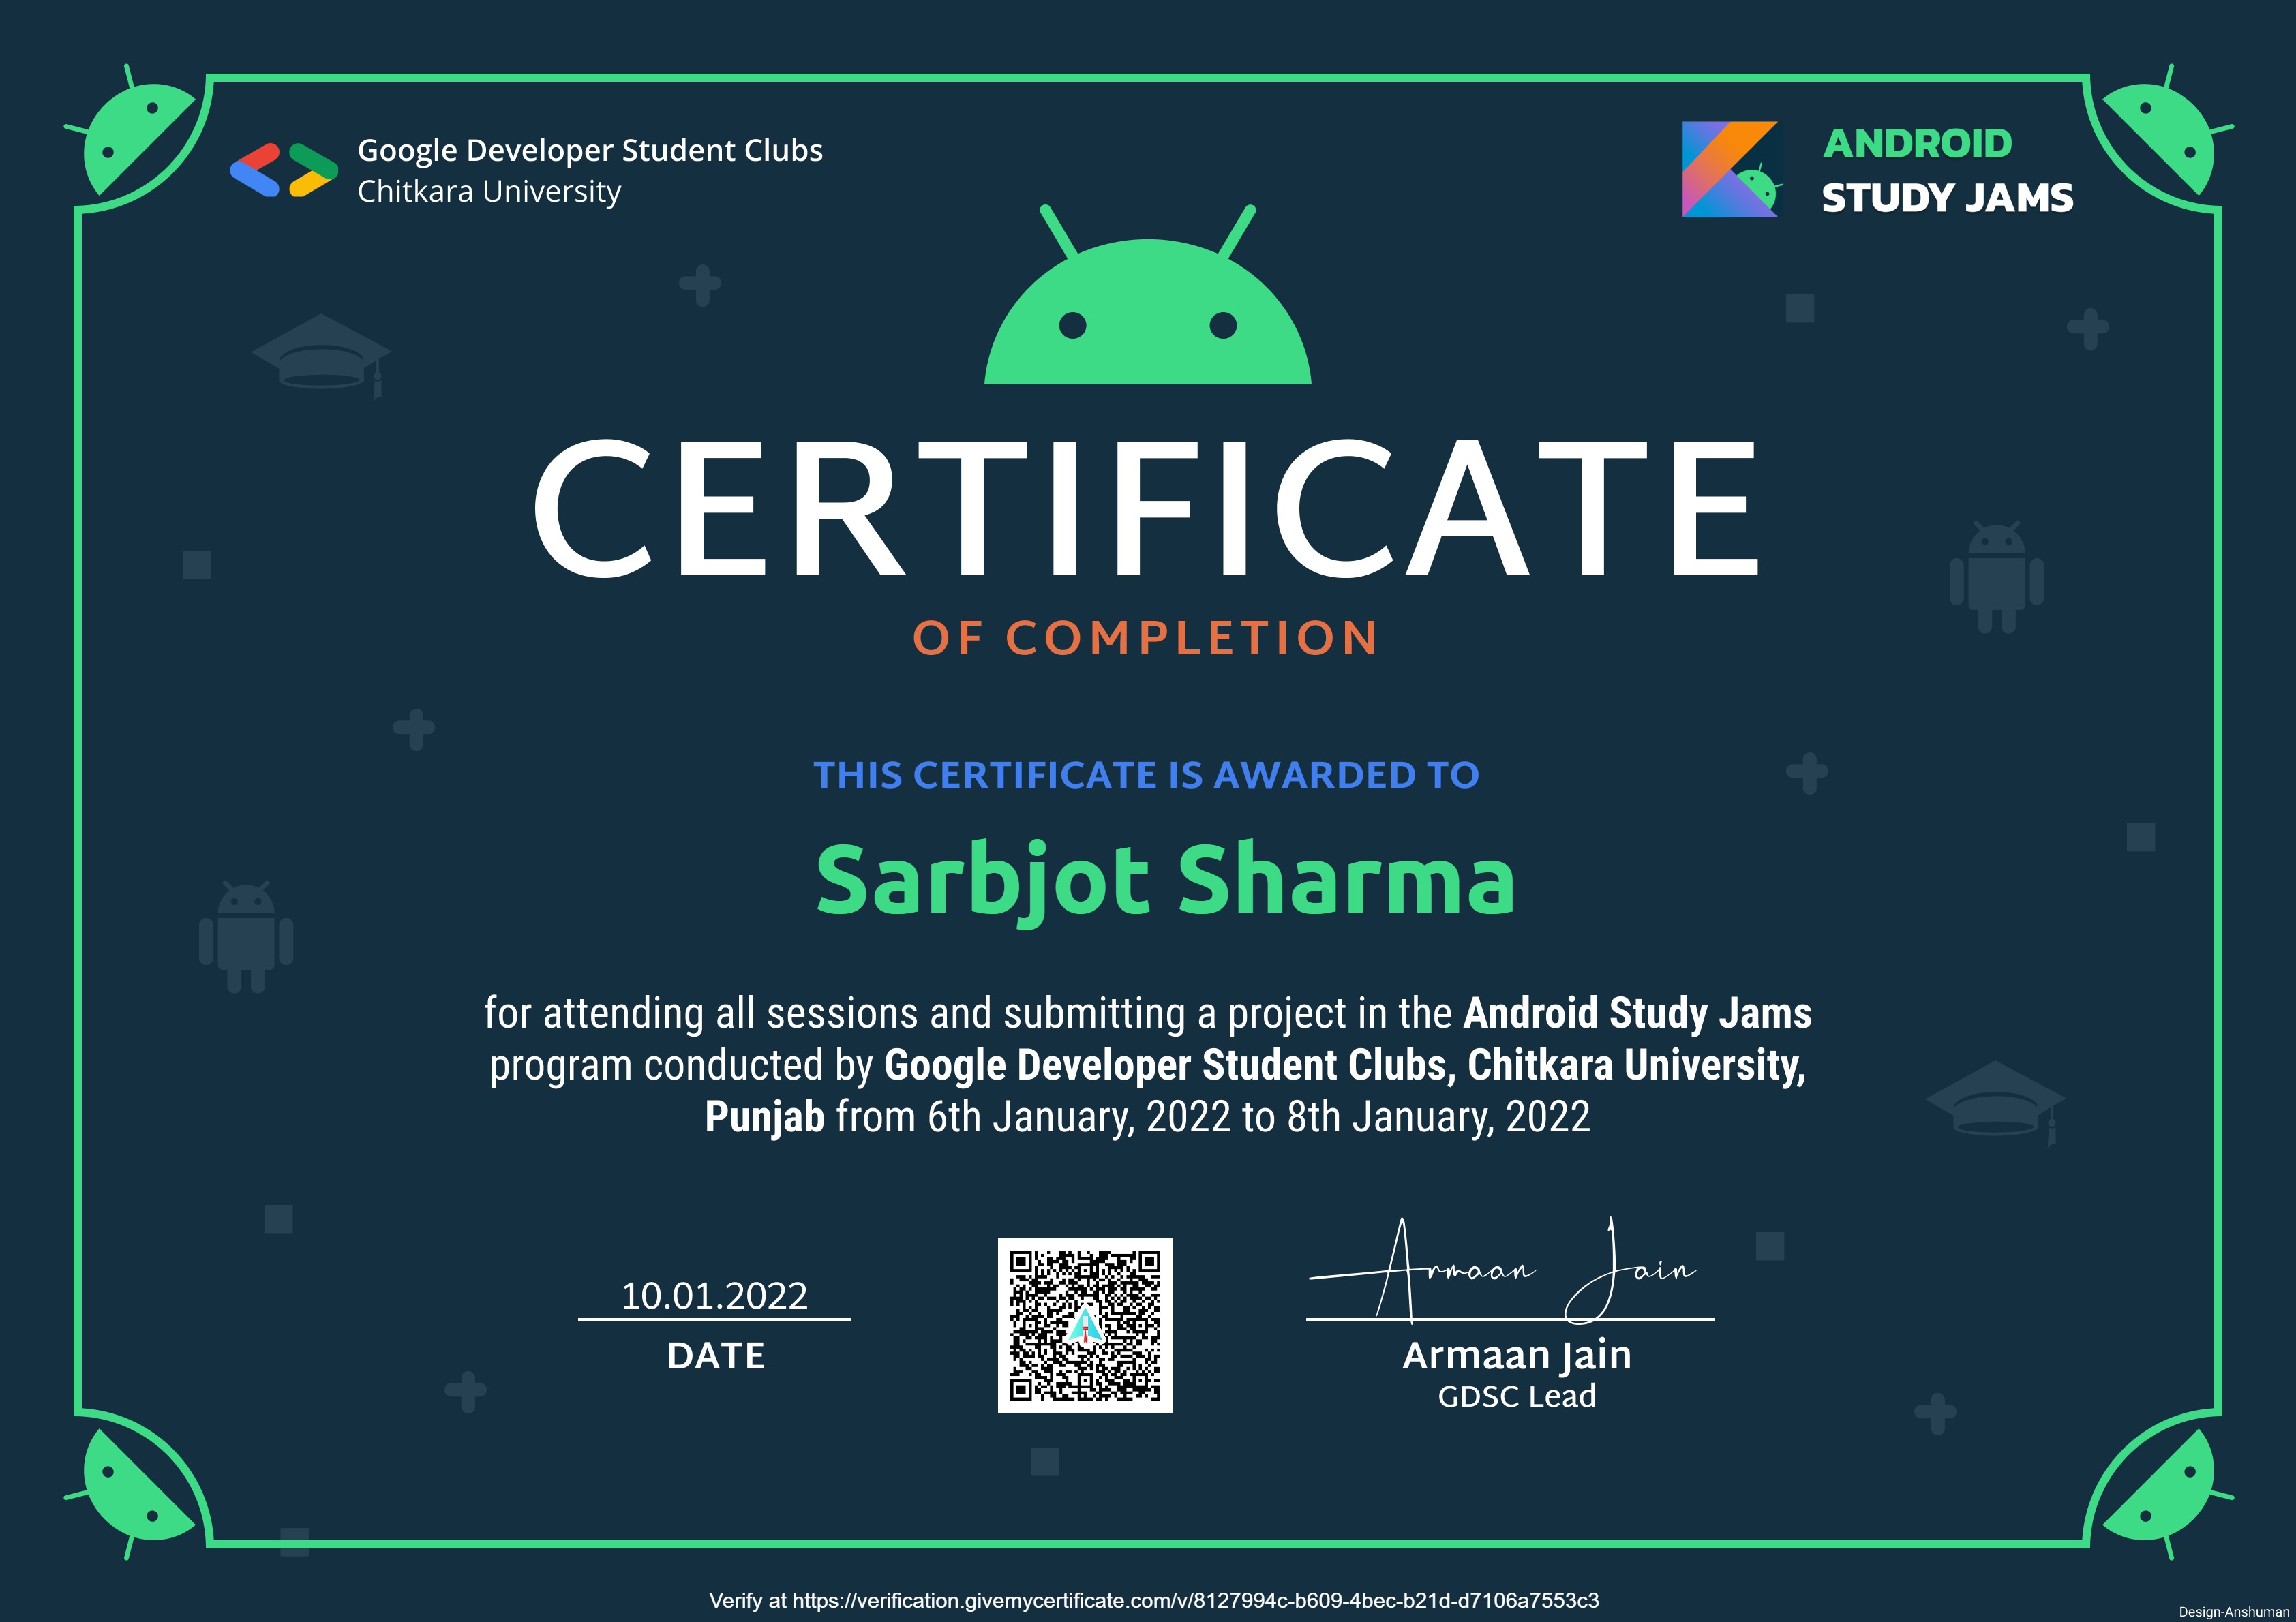 Google Developer Student Clubs
Chitkara University
ANDROID
STUDY JAMS
CERTIFICATE
OF COMPLETION
THIS CERTIFICATE IS AWARDED TO
Sarbjot Sharma
for attending all sessions and submitting a project in the Android Study Jams
program conducted by Google Developer Student Clubs, Chitkara University,
Punjab from 6th January, 2022 to 8th January, 2022
10.01.2022
DATE
Armaan Jain
Armaan Jain
GDSC Lead
Verify at https://verification.givemycertificate.com/v/8127994c-b609-4bec-b21d-d7106a7553c3
Design-Anshuman